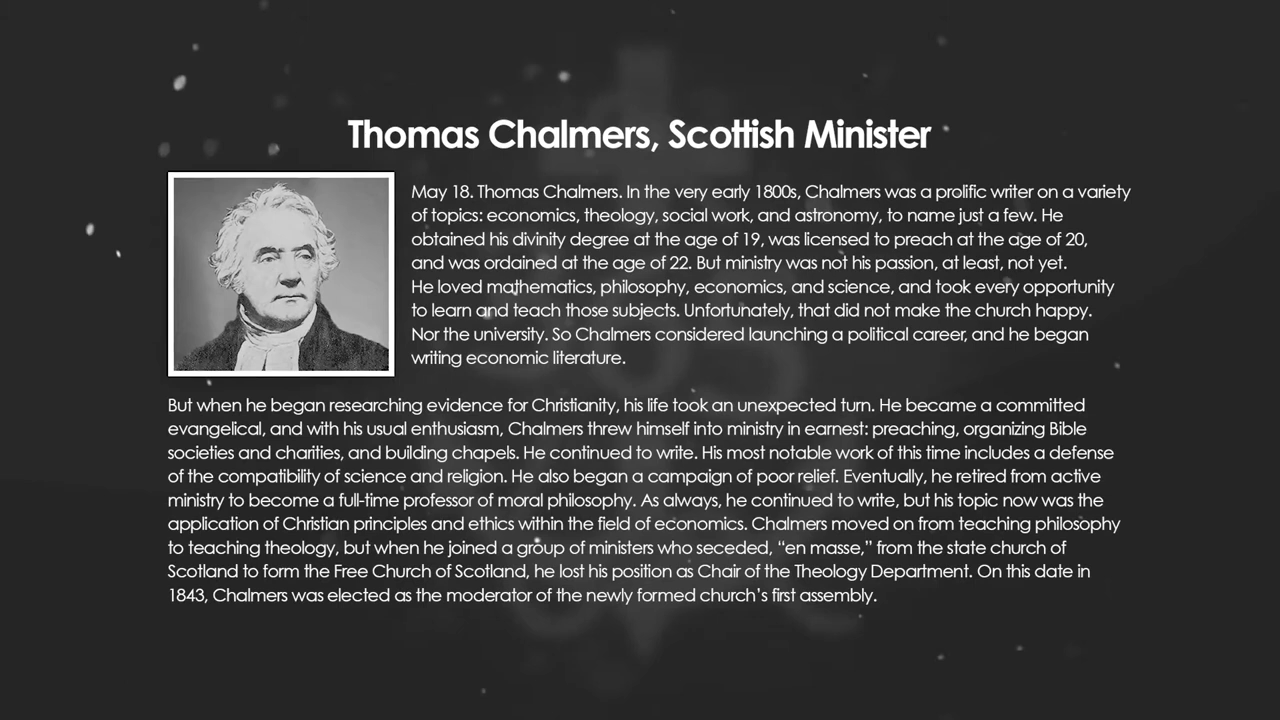 Thomas Chalmers, Scottish Minister
May 18. Thomas Chalmers. In the very early 1800s, Chalmers was a prolific writer on a variety
of topics: economics, theology, social work, and astronomy, to name just a few. He
obtained his divinity degree at the age of 19, was licensed to preach at the age of 20,
and was ordained at the age of 22. But ministry was not his passion, at least, not yet.
He loved mathematics, philosophy, economics, and science, and took every opportunity
to learn and teach those subjects. Unfortunately, that did not make the church happy.
Nor the university. So Chalmers considered launching a political career, and he began
writing economic literature.
But when he began researching evidence for Christianity, his life took an unexpected turn. He became a committed
evangelical, and with his usual enthusiasm, Chalmers threw himself into ministry in earnest: preaching, organizing Bible
societies and charities, and building chapels. He continued to write. His most notable work of this time includes a defense
of the compatibility of science and religion. He also began a campaign of poor relief. Eventually, he retired from active
ministry to become a full-time professor of moral philosophy. As always, he continued to write, but his topic now was the
application of Christian principles and ethics within the field of economics. Chalmers moved on from teaching philosophy
to teaching theology, but when he joined a group of ministers who seceded, “en masse,” from the state church of
Scotland to form the Free Church of Scotland, he lost his position as Chair of the Theology Department. On this date in
1843, Chalmers was elected as the moderator of the newly formed church’s first assembly.